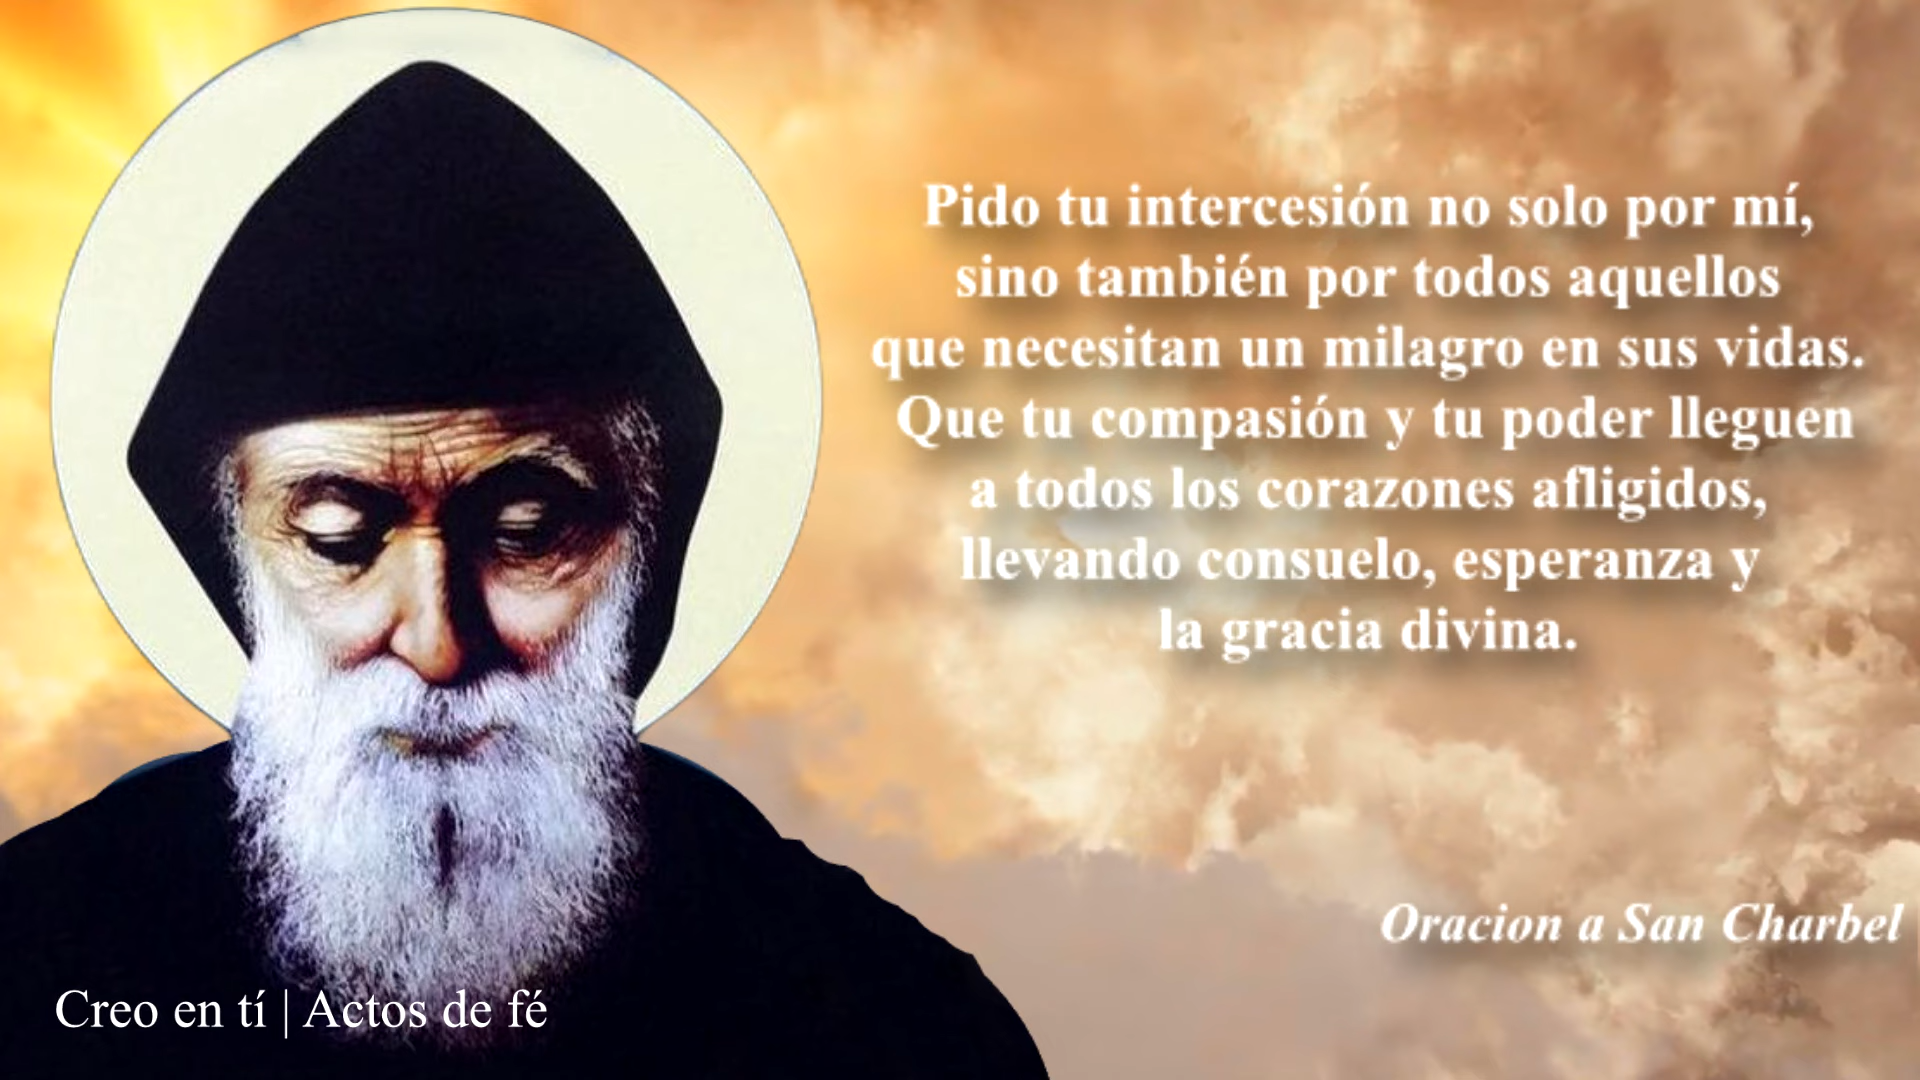 Pido tu intercesión no solo por mí,
sino también por todos aquellos
que necesitan un milagro en sus vidas.
Que tu compasión y tu poder lleguen
a todos los corazones afligidos,
llevando consuelo, esperanza y
la gracia divina.
Oracion a San Charbel
Creo en tí | Actos de fé